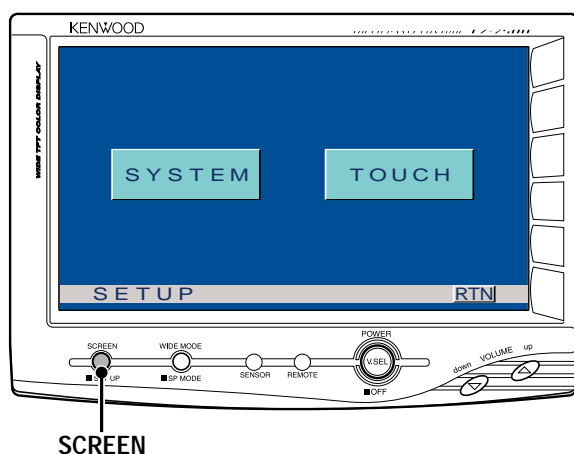 KENWOOD
WIDE TFT COLOR DISPLAY
SYSTEM
TOUCH
SETUP
RTN
SCREEN
WIDE MODE
POWER
V.SEL
SENSOR
REMOTE
■SP MODE
■OFF
down
VOLUME
up
SCREEN